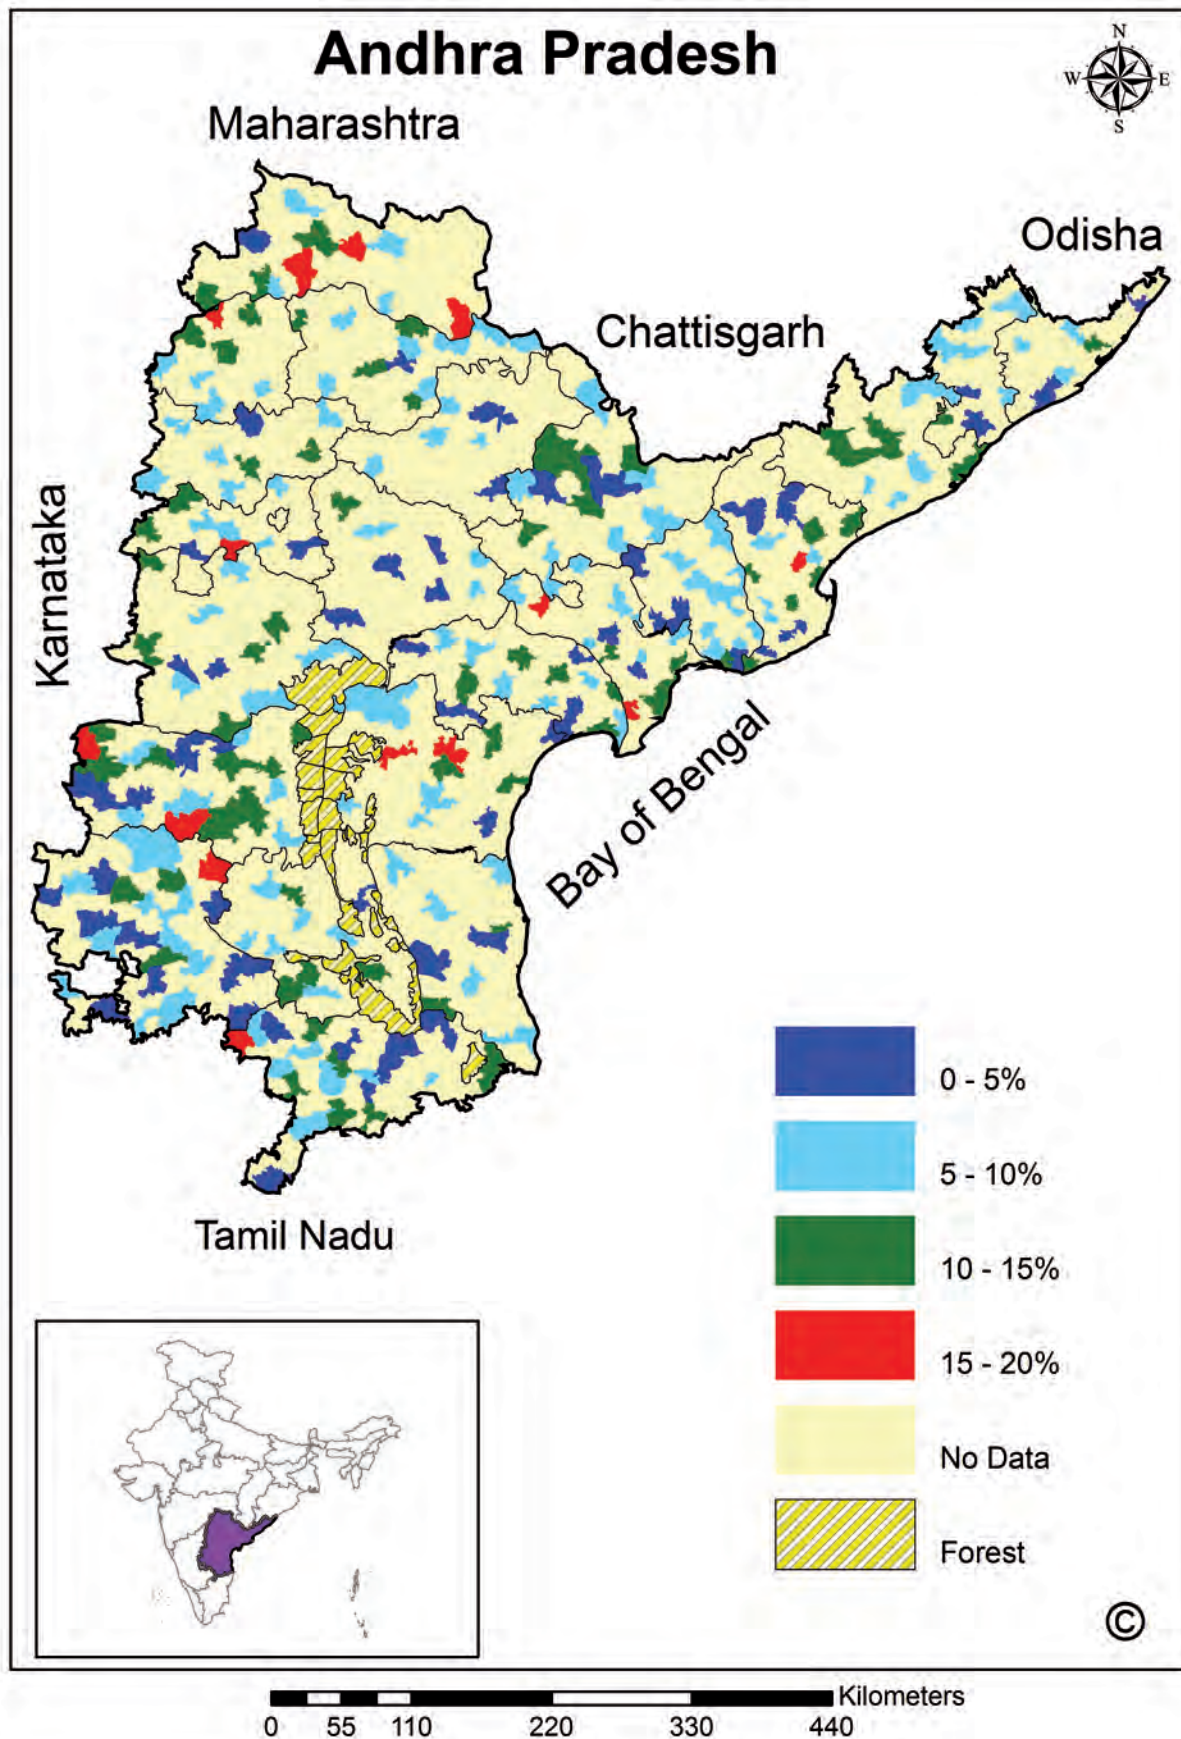 Andhra Pradesh
N
W
E
S
Maharashtra
Odisha
Chattisgarh
Karnataka
Bay of Bengal
Tamil Nadu
0 - 5%
5 - 10%
10 - 15%
15 - 20%
No Data
Forest
©
Kilometers
0 55 110 220 330 440